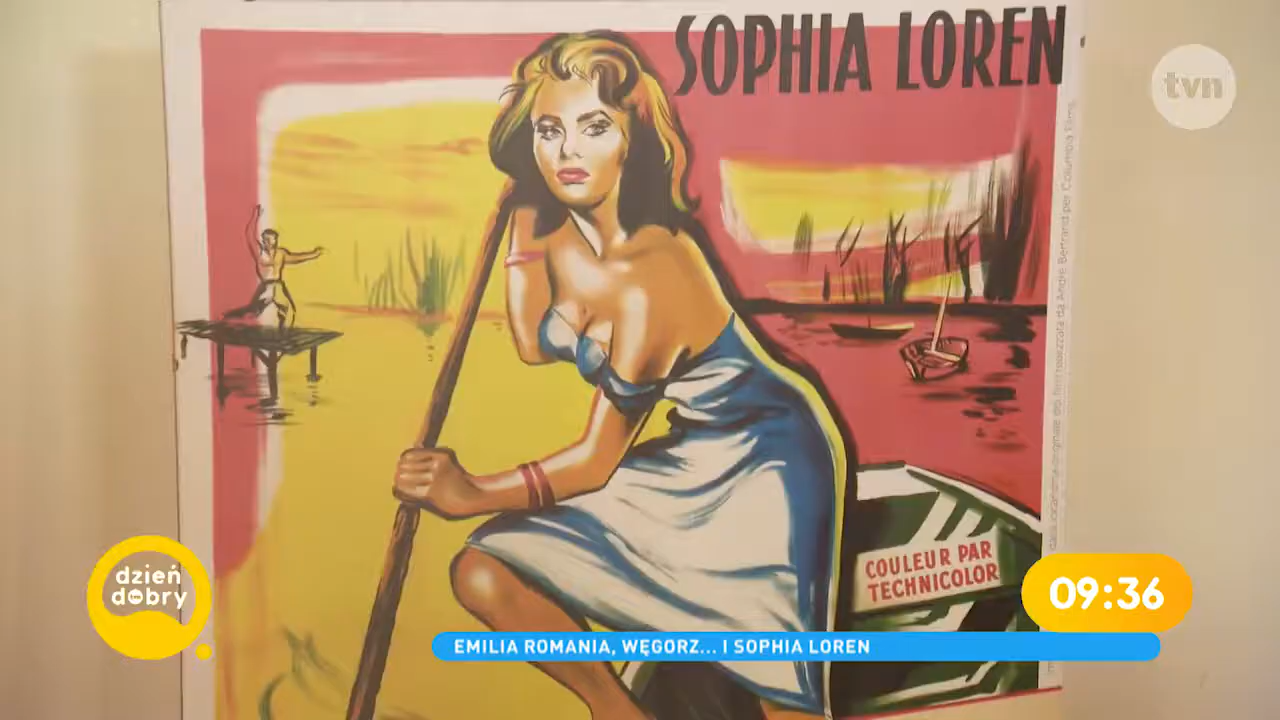 SOPHIA LOREN
tvn
COULEUR PAR
TECHNICOLOR
dzień
dobry
09:36
EMILIA ROMANIA, WĘGORZ... I SOPHIA LOREN